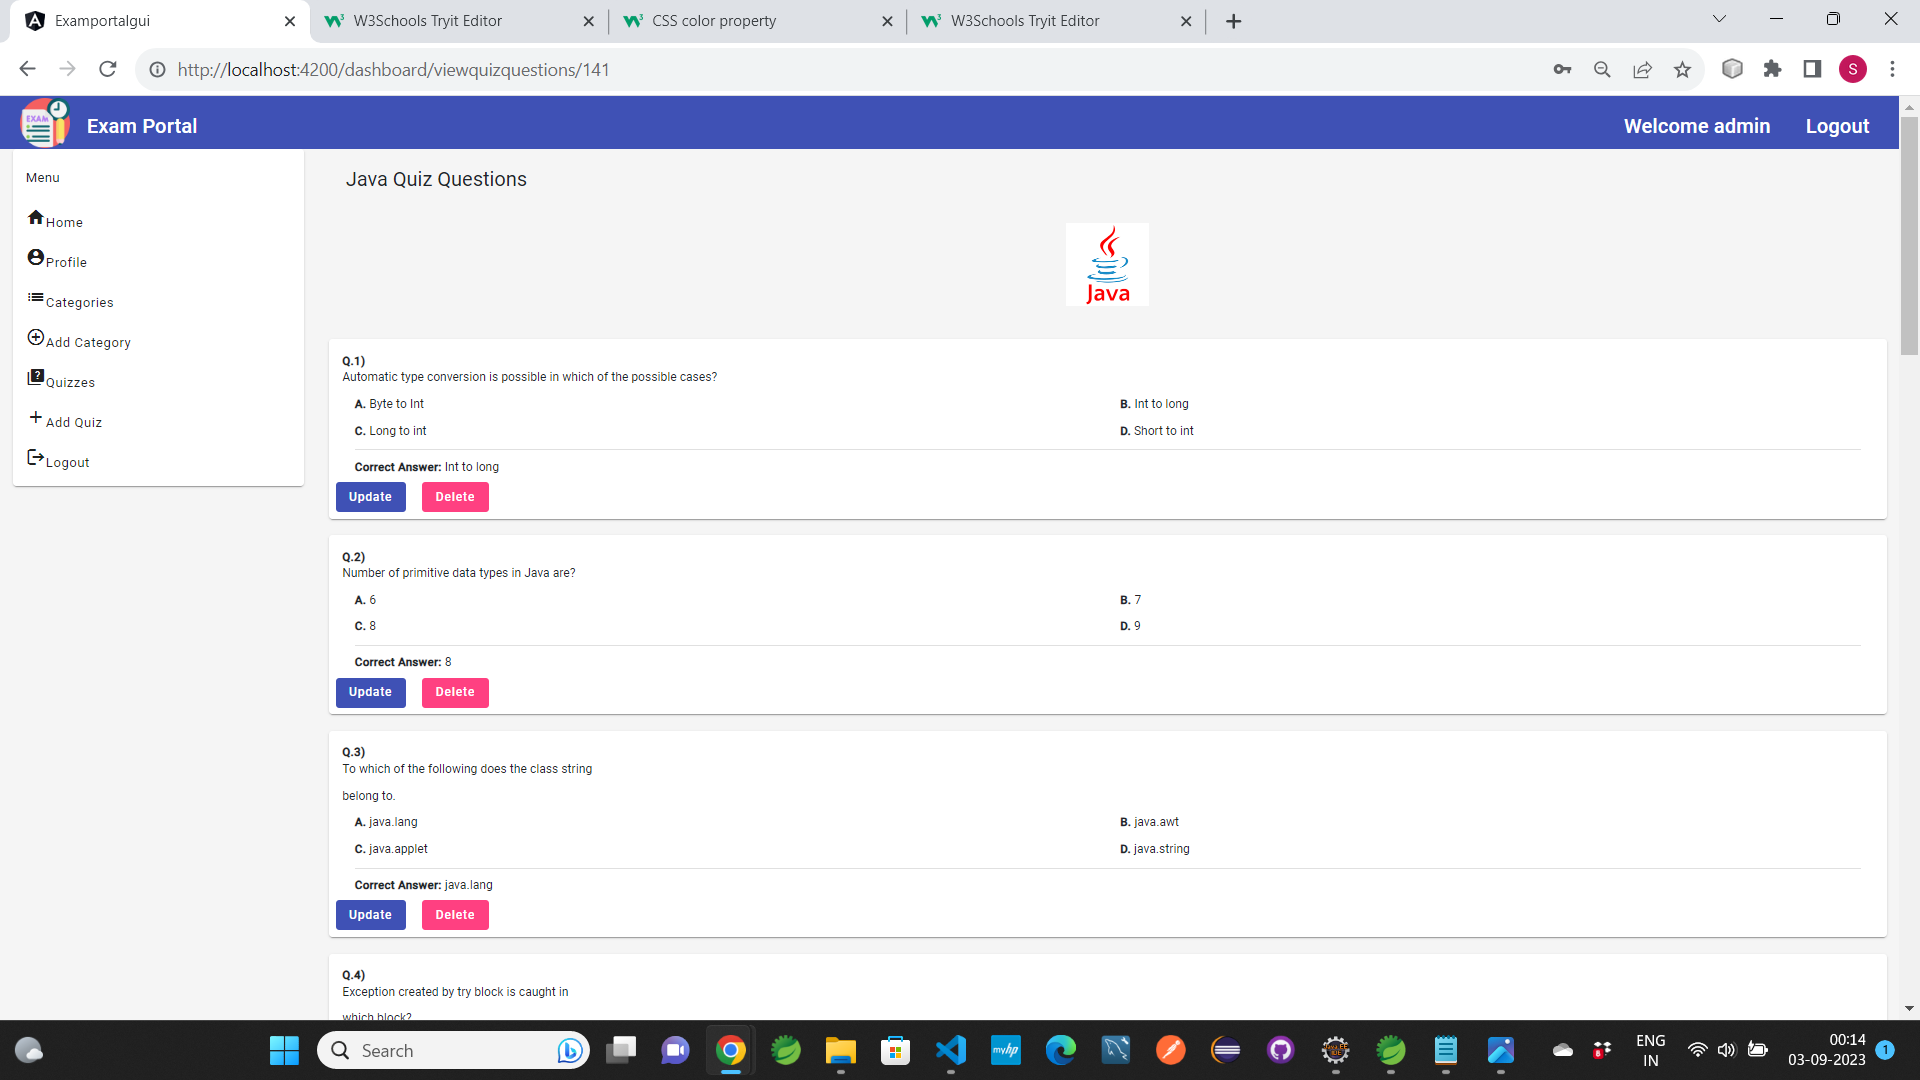 Examportalgui
W3Schools Tryit Editor
CSS color property
W3Schools Tryit Editor
http://localhost:4200/dashboard/viewquizquestions/141
S
EXAM
Exam Portal
Welcome admin
Logout
Menu
Home
Profile
Categories
Add Category
Quizzes
Add Quiz
Logout
Java Quiz Questions
Java
Q.1)
Automatic type conversion is possible in which of the possible cases?
A. Byte to Int
B. Int to long
C. Long to int
D. Short to int
Correct Answer: Int to long
Update
Delete
Q.2)
Number of primitive data types in Java are?
A. 6
B. 7
C. 8
D. 9
Correct Answer: 8
Update
Delete
Q.3)
To which of the following does the class string
belong to.
A. java.lang
B. java.awt
C. java.applet
D. java.string
Correct Answer: java.lang
Update
Delete
Q.4)
Exception created by try block is caught in
which block?
Search
myhp
ENG
IN
00:14
03-09-2023
1